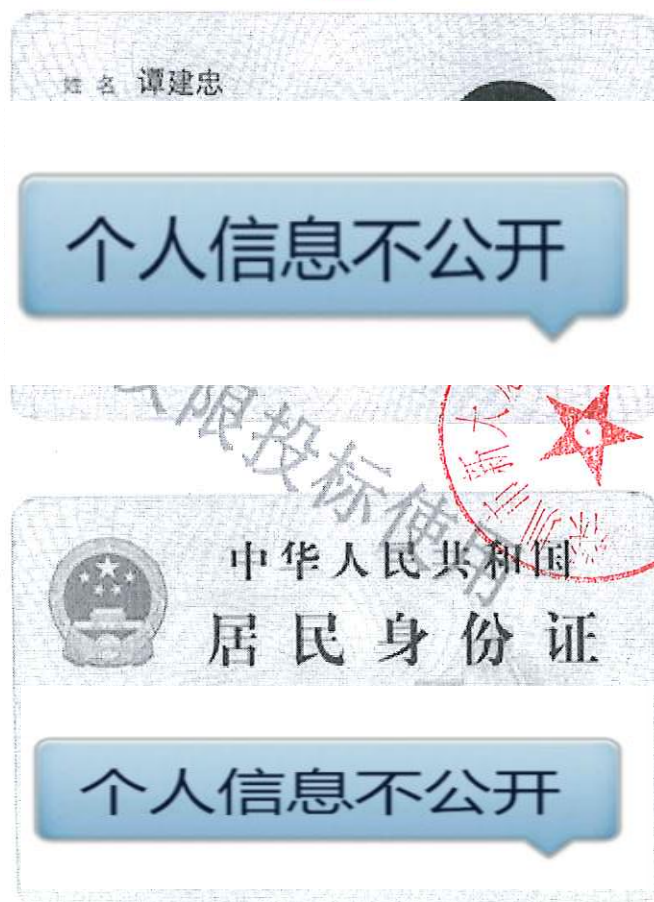 姓 名 谭建忠
个人信息不公开
限投标使用
中华人民共和国
居民身份证
个人信息不公开